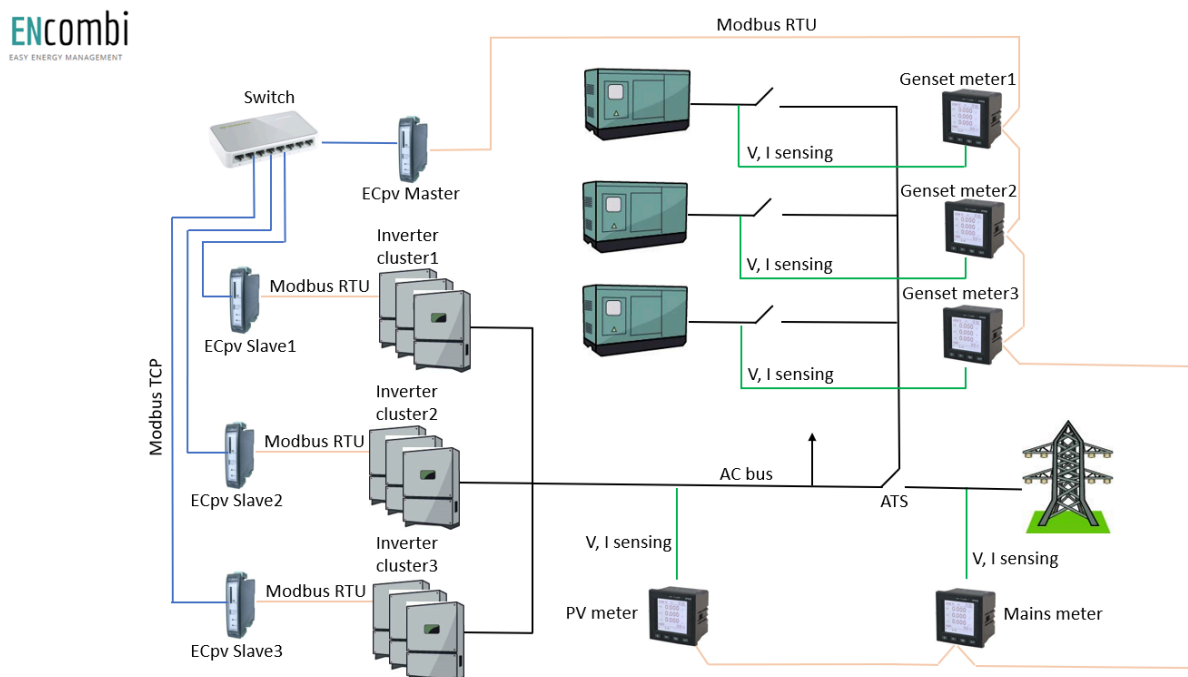 ENcombi
EASY ENERGY MANAGEMENT
Modbus RTU
Switch
Genset meter1
V, I sensing
ECpv Master
Genset meter2
Inverter
cluster1
V, I sensing
Modbus RTU
Genset meter3
ECpv Slave1
V, I sensing
Modbus TCP
Inverter
cluster2
Modbus RTU
AC bus
ECpv Slave2
ATS
Inverter
cluster3
V, I sensing
V, I sensing
Modbus RTU
PV meter
Mains meter
ECpv Slave3